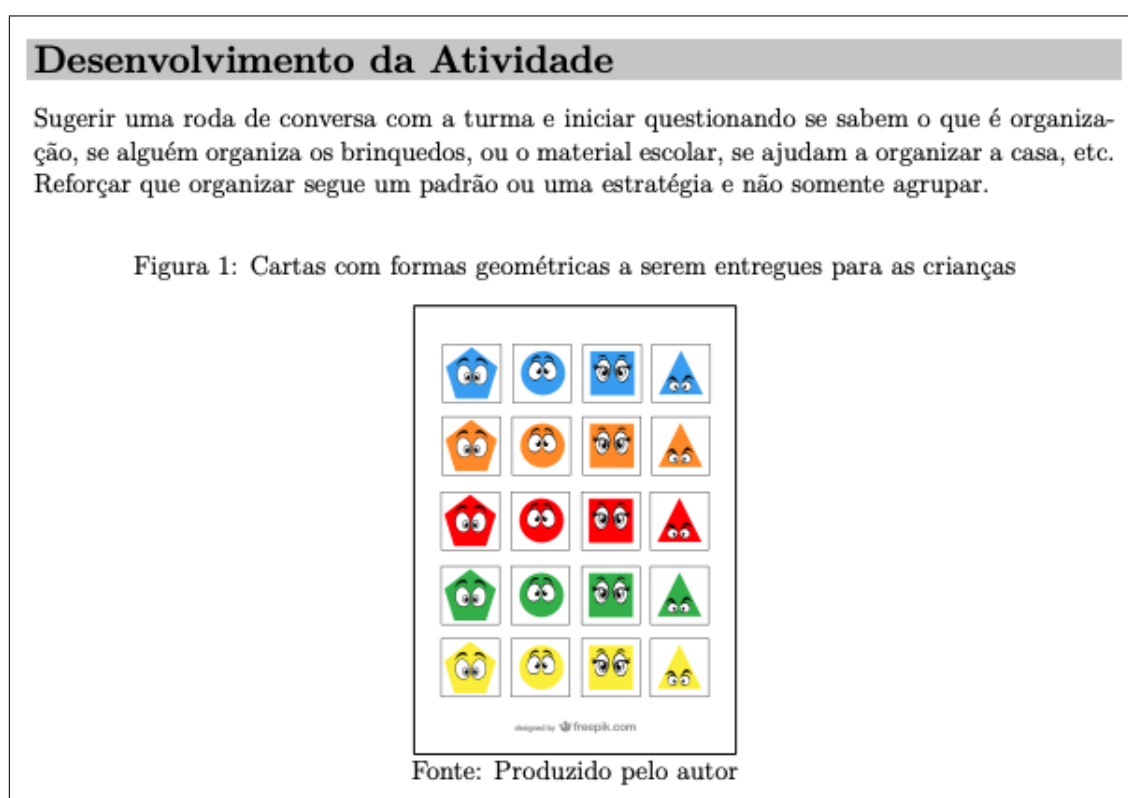 Desenvolvimento da Atividade
Sugerir uma roda de conversa com a turma e iniciar questionando se sabem o que é organiza-
ção, se alguém organiza os brinquedos, ou o material escolar, se ajudam a organizar a casa, etc.
Reforçar que organizar segue um padrão ou uma estratégia e não somente agrupar.
Figura 1: Cartas com formas geométricas a serem entregues para as crianças
designed by freepik.com
Fonte: Produzido pelo autor